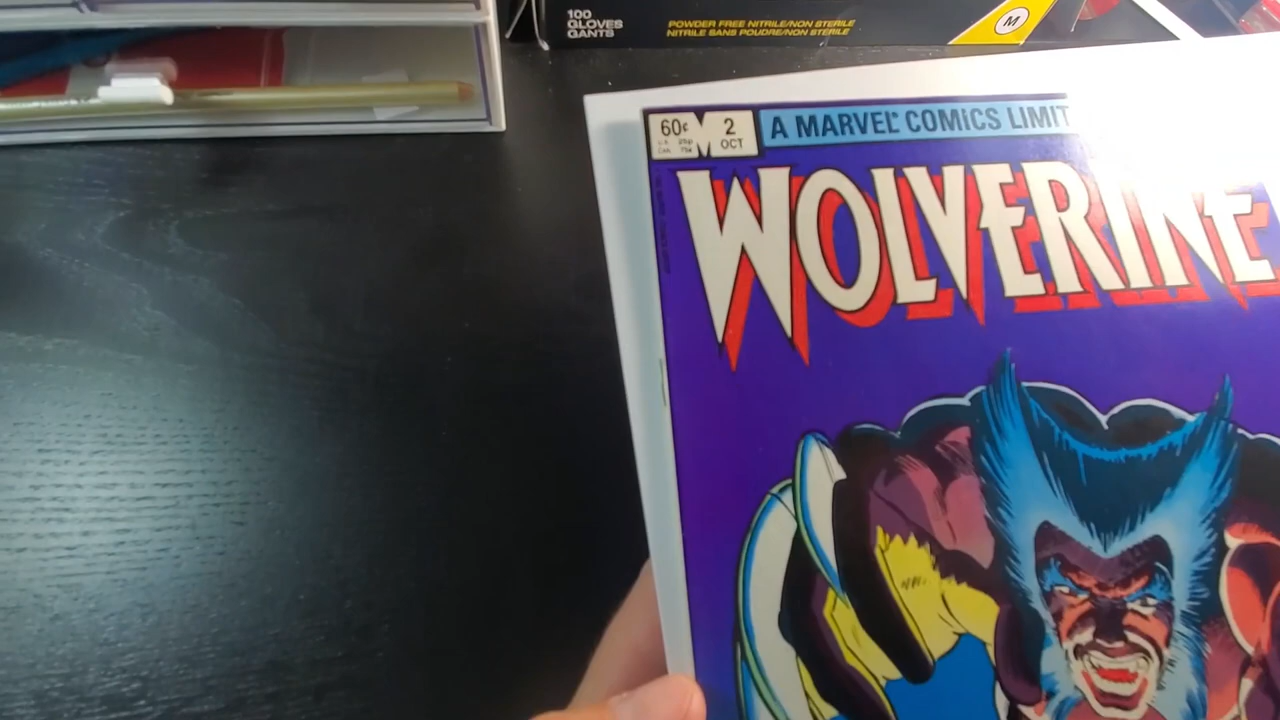 100
GLOVES
GANTS
POWDER FREE NITRILE/NON STERILE
NITRILE SANS POUDRE/NON STERILE
M
60¢
2
OCT
A MARVEL COMICS LIMIT
WOLVERINE